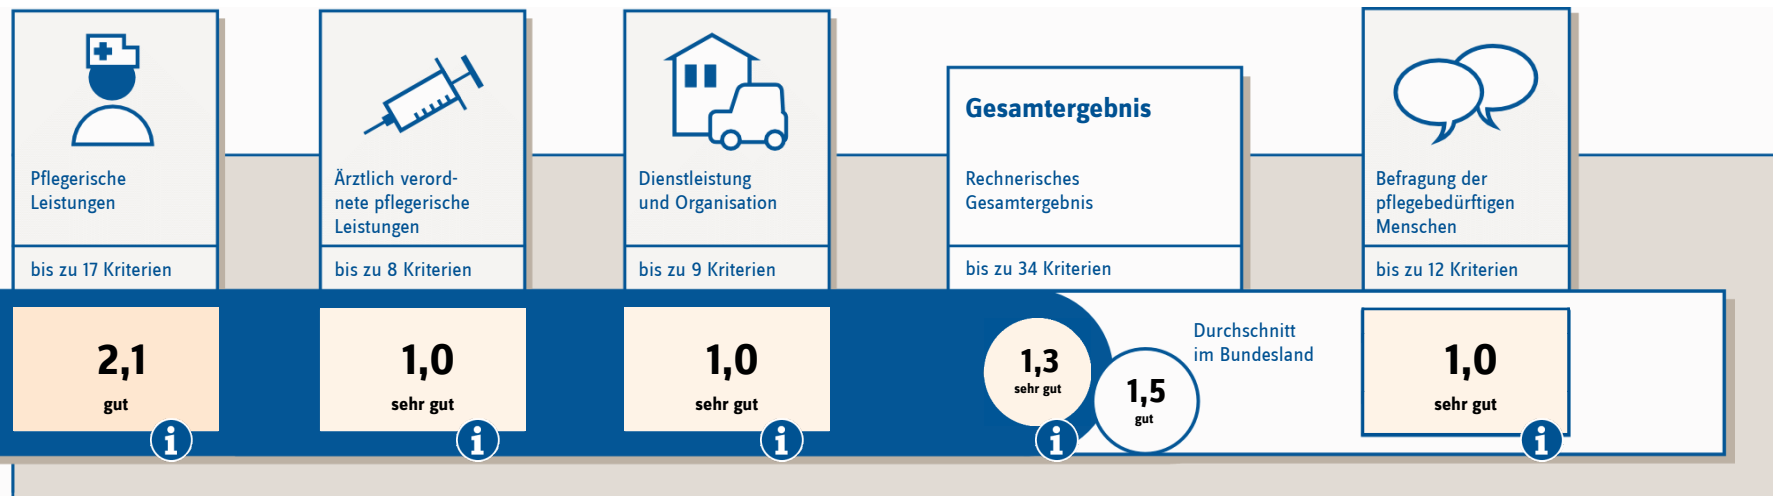 Pflegerische
Leistungen
bis zu 17 Kriterien
2,1
gut
i
Ärztlich verord-
nete pflegerische
Leistungen
bis zu 8 Kriterien
1,0
sehr gut
i
Dienstleistung
und Organisation
bis zu 9 Kriterien
1,0
sehr gut
i
Gesamtergebnis
Rechnerisches
Gesamtergebnis
bis zu 34 Kriterien
1,3
sehr gut
i
1,5
gut
Durchschnitt
im Bundesland
Befragung der
pflegebedürftigen
Menschen
bis zu 12 Kriterien
1,0
sehr gut
i